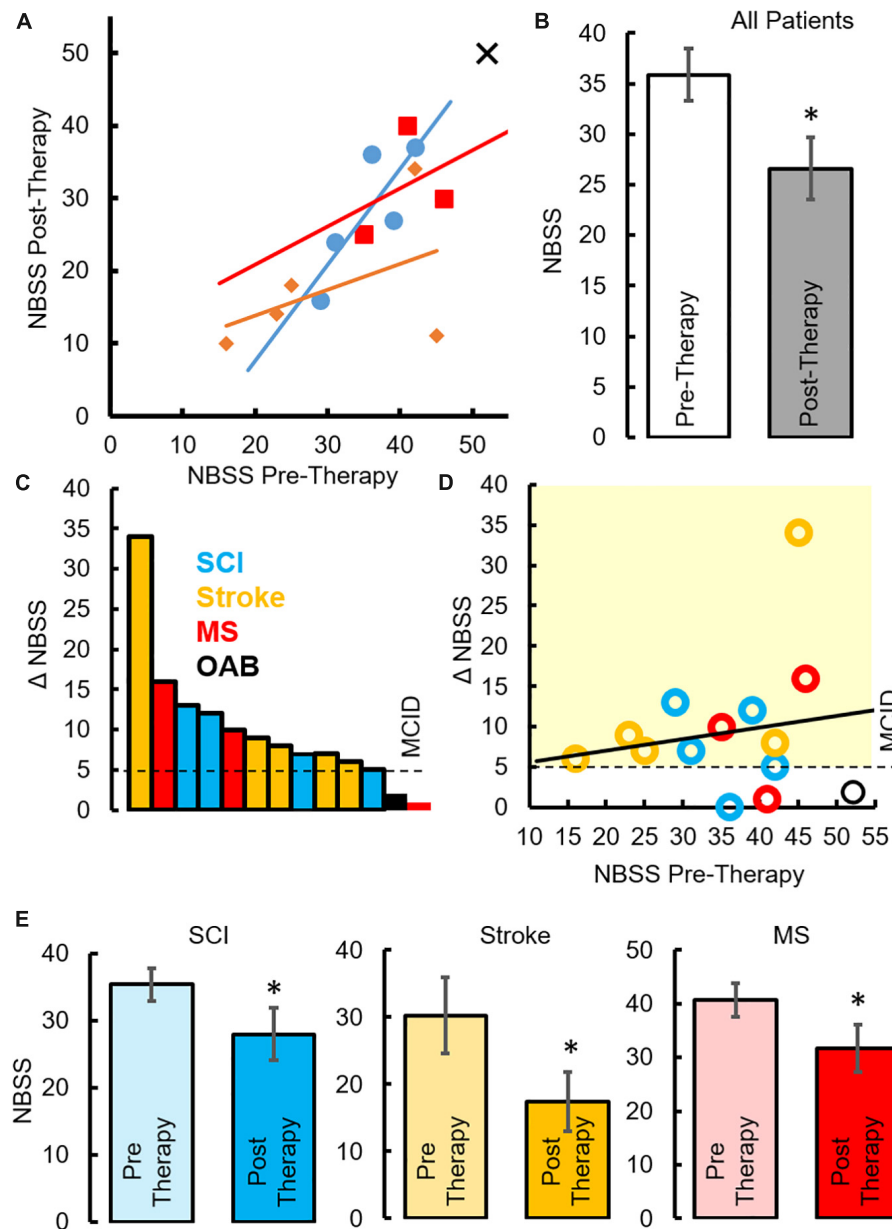 A
NBSS Post-Therapy
50
40
30
20
10
0
0 10 20 30 40 50
NBSS Pre-Therapy
B
All Patients
NBSS
40
35
30
25
20
15
10
5
0
*
Pre-Therapy
Post-Therapy
C
Δ NBSS
40
35
30
25
20
15
10
5
0
SCI
Stroke
MS
OAB
MCID
D
Δ NBSS
40
35
30
25
20
15
10
5
0
MCID
10 15 20 25 30 35 40 45 50 55
NBSS Pre-Therapy
E
NBSS
SCI
40
30
20
10
0
*
Pre
Therapy
Post
Therapy
Stroke
40
30
20
10
0
*
Pre
Therapy
Post
Therapy
MS
50
40
30
20
10
0
*
Pre
Therapy
Post
Therapy